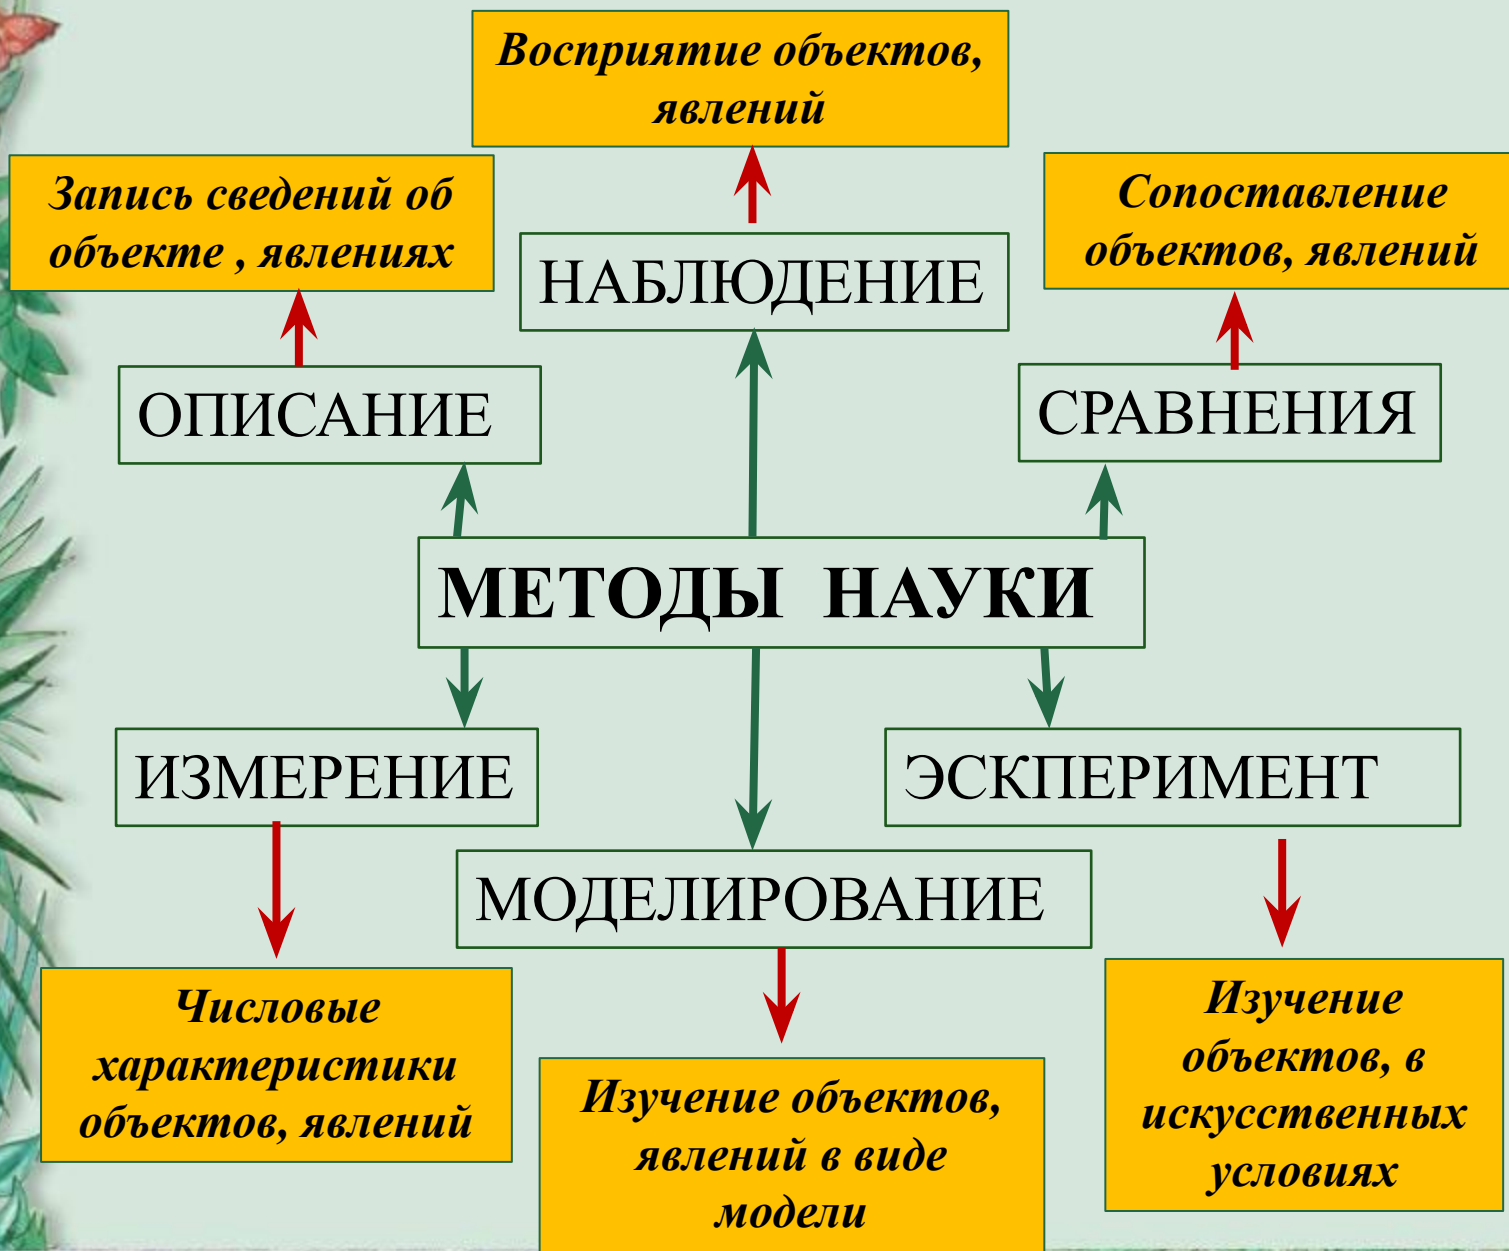 Восприятие объектов,
явлений
Запись сведений об
объекте , явлениях
Сопоставление
объектов, явлений
НАБЛЮДЕНИЕ
ОПИСАНИЕ
СРАВНЕНИЯ
МЕТОДЫ НАУКИ
ИЗМЕРЕНИЕ
ЭСКПЕРИМЕНТ
МОДЕЛИРОВАНИЕ
Числовые
характеристики
объектов, явлений
Изучение объектов,
явлений в виде
модели
Изучение
объектов, в
искусственных
условиях